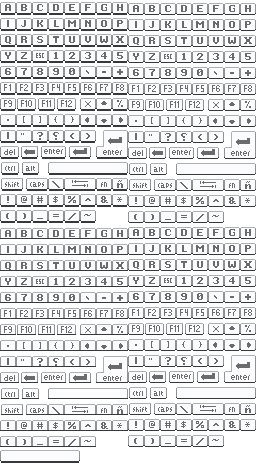 A B C D E F G H A B C D E F G H
I J K L M N O P I J K L M N O P
Q R S T U V W X Q R S T U V W X
Y Z ESC 1 2 3 4 5 Y Z ESC 1 2 3 4 5
6 7 8 9 0 - + 6 7 8 9 0 - +
F1 F2 F3 F4 F5 F6 F7 F8 F1 F2 F3 F4 F5 F6 F7 F8
F9 F10 F11 F12 % F9 F10 F11 F12 %
[ ] ( ) [ ] ( )
! " ? < > ! " ? < >
del enter enter del enter enter
ctrl alt ctrl alt
shift caps \ fn ñ shift caps \ fn ñ
! @ # $ % ^ & * ! @ # $ % ^ & *
( ) _ = / ~ ( ) _ = / ~
A B C D E F G H A B C D E F G H
I J K L M N O P I J K L M N O P
Q R S T U V W X Q R S T U V W X
Y Z ESC 1 2 3 4 5 Y Z ESC 1 2 3 4 5
6 7 8 9 0 - + 6 7 8 9 0 - +
F1 F2 F3 F4 F5 F6 F7 F8 F1 F2 F3 F4 F5 F6 F7 F8
F9 F10 F11 F12 % F9 F10 F11 F12 %
[ ] ( ) [ ] ( )
! " ? < > ! " ? < >
del enter enter del enter enter
ctrl alt ctrl alt
shift caps \ fn ñ shift caps \ fn ñ
! @ # $ % ^ & * ! @ # $ % ^ & *
( ) _ = / ~ ( ) _ = / ~